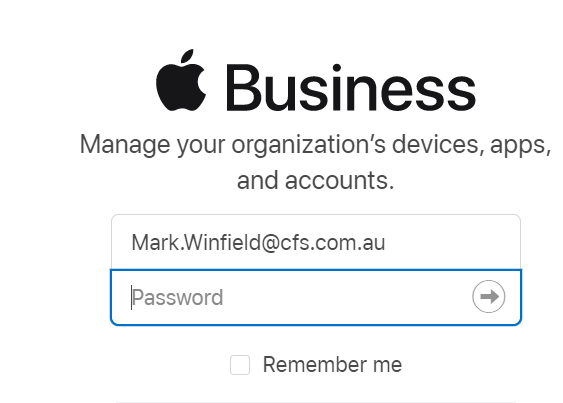 Business
Manage your organization's devices, apps,
and accounts.
Mark.Winfield@cfs.com.au
Password
Remember me